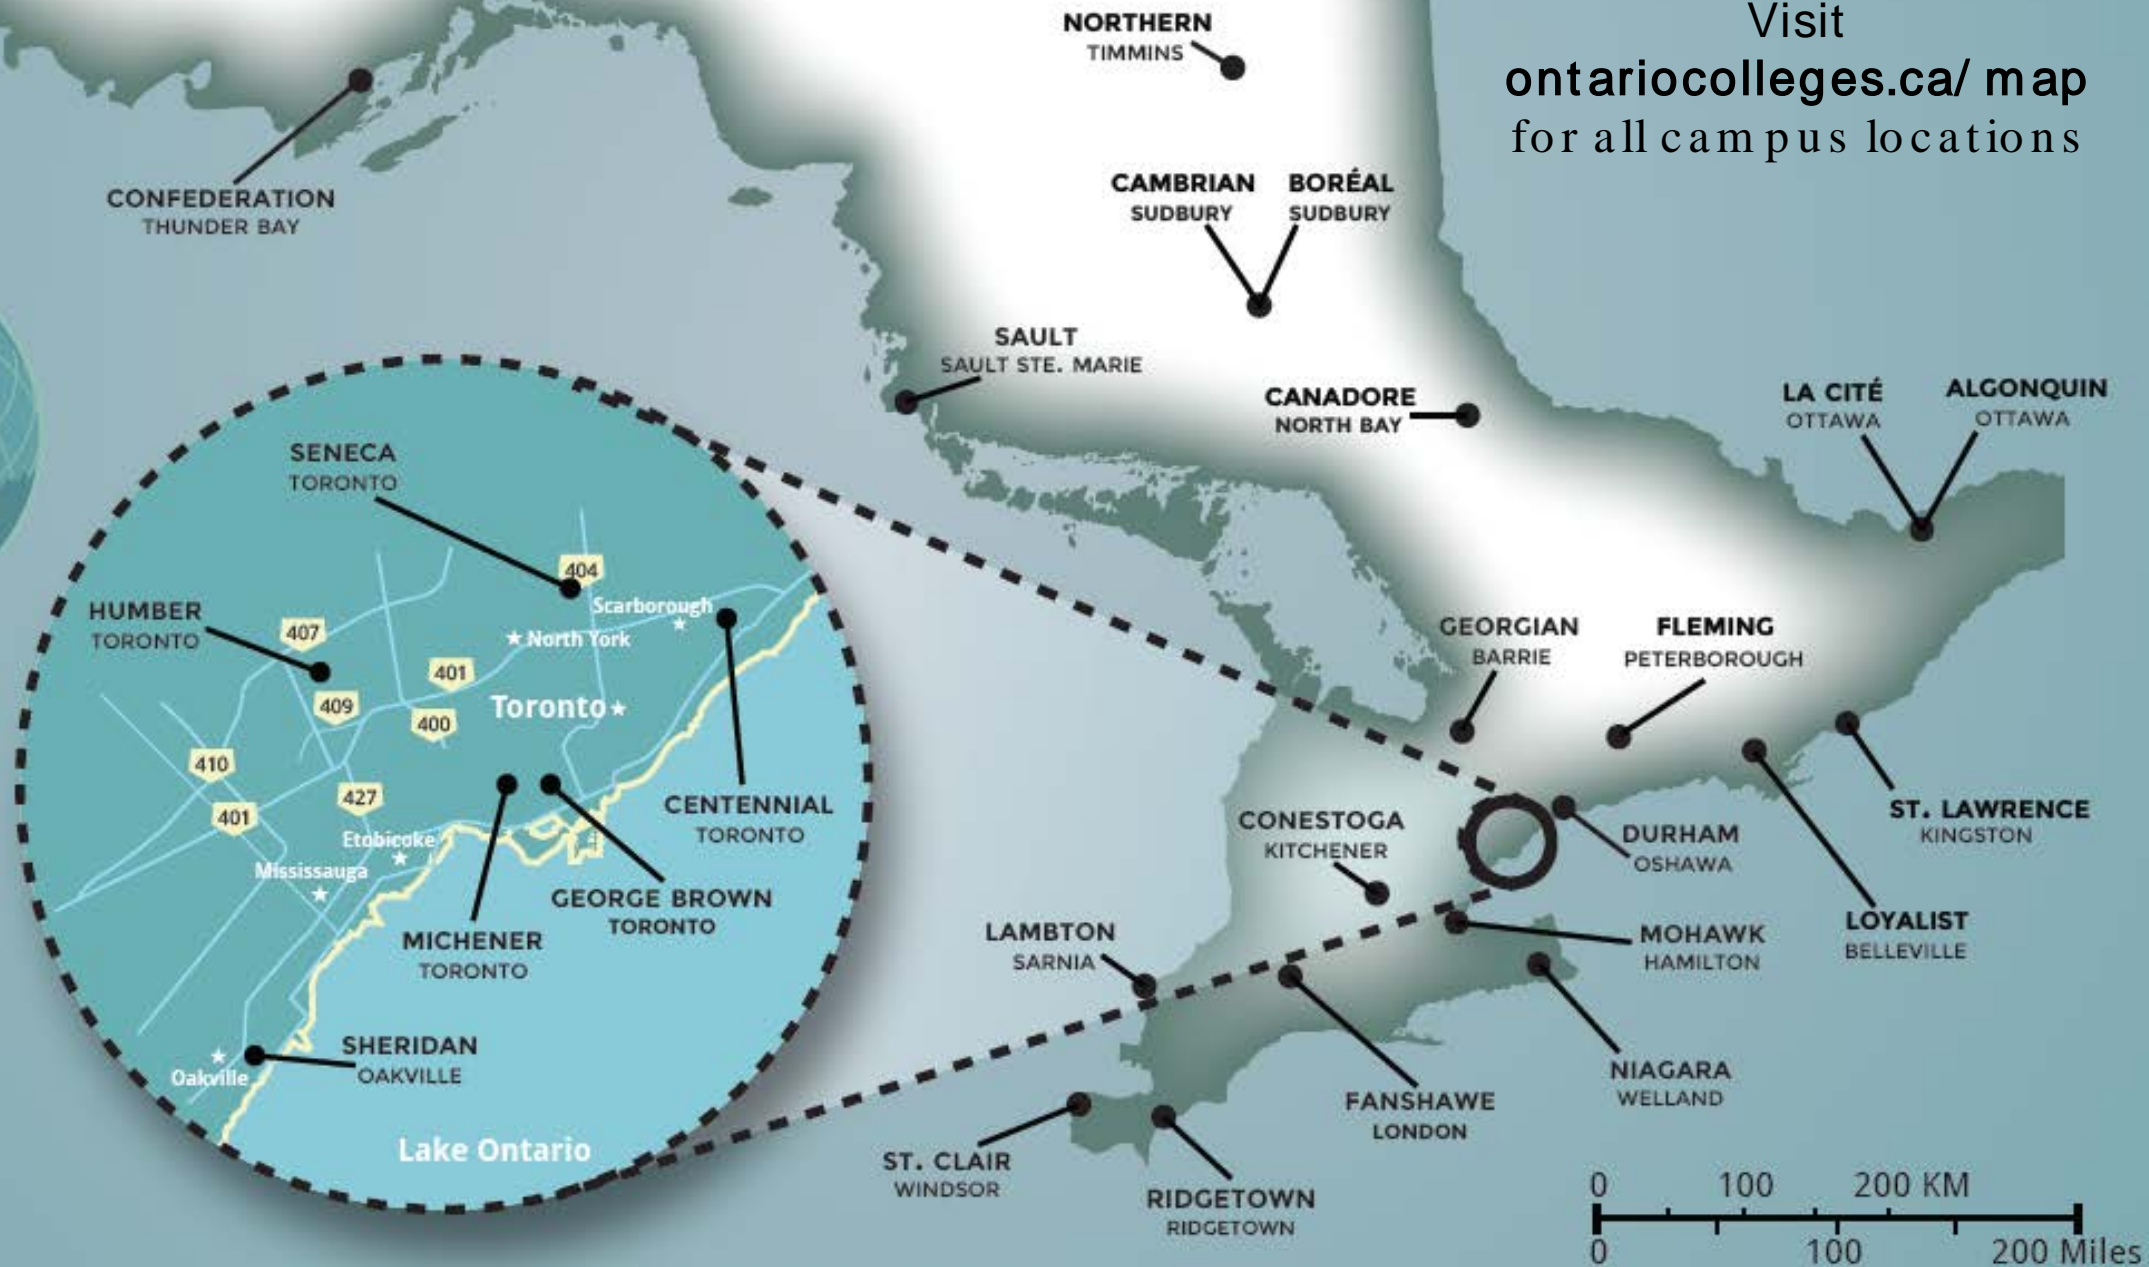 NORTHERN
TIMMINS
Visit
ontariocolleges.ca/ map
for all campus locations
CONFEDERATION
THUNDER BAY
CAMBRIAN
SUDBURY
BORÉAL
SUDBURY
SAULT
SAULT STE. MARIE
CANADORE
NORTH BAY
LA CITÉ
OTTAWA
ALGONQUIN
OTTAWA
SENECA
TORONTO
404
HUMBER
TORONTO
Scarborough
407
North York
401
409
400
Toronto
410
401
427
Etobicoke
Mississauga
CENTENNIAL
TORONTO
GEORGE BROWN
TORONTO
MICHENER
TORONTO
SHERIDAN
OAKVILLE
Oakville
Lake Ontario
GEORGIAN
BARRIE
FLEMING
PETERBOROUGH
CONESTOGA
KITCHENER
DURHAM
OSHAWA
ST. LAWRENCE
KINGSTON
LOYALIST
BELLEVILLE
LAMBTON
SARNIA
MOHAWK
HAMILTON
NIAGARA
WELLAND
FANSHAWE
LONDON
ST. CLAIR
WINDSOR
RIDGETOWN
RIDGETOWN
0 100 200 KM
0 100 200 Miles